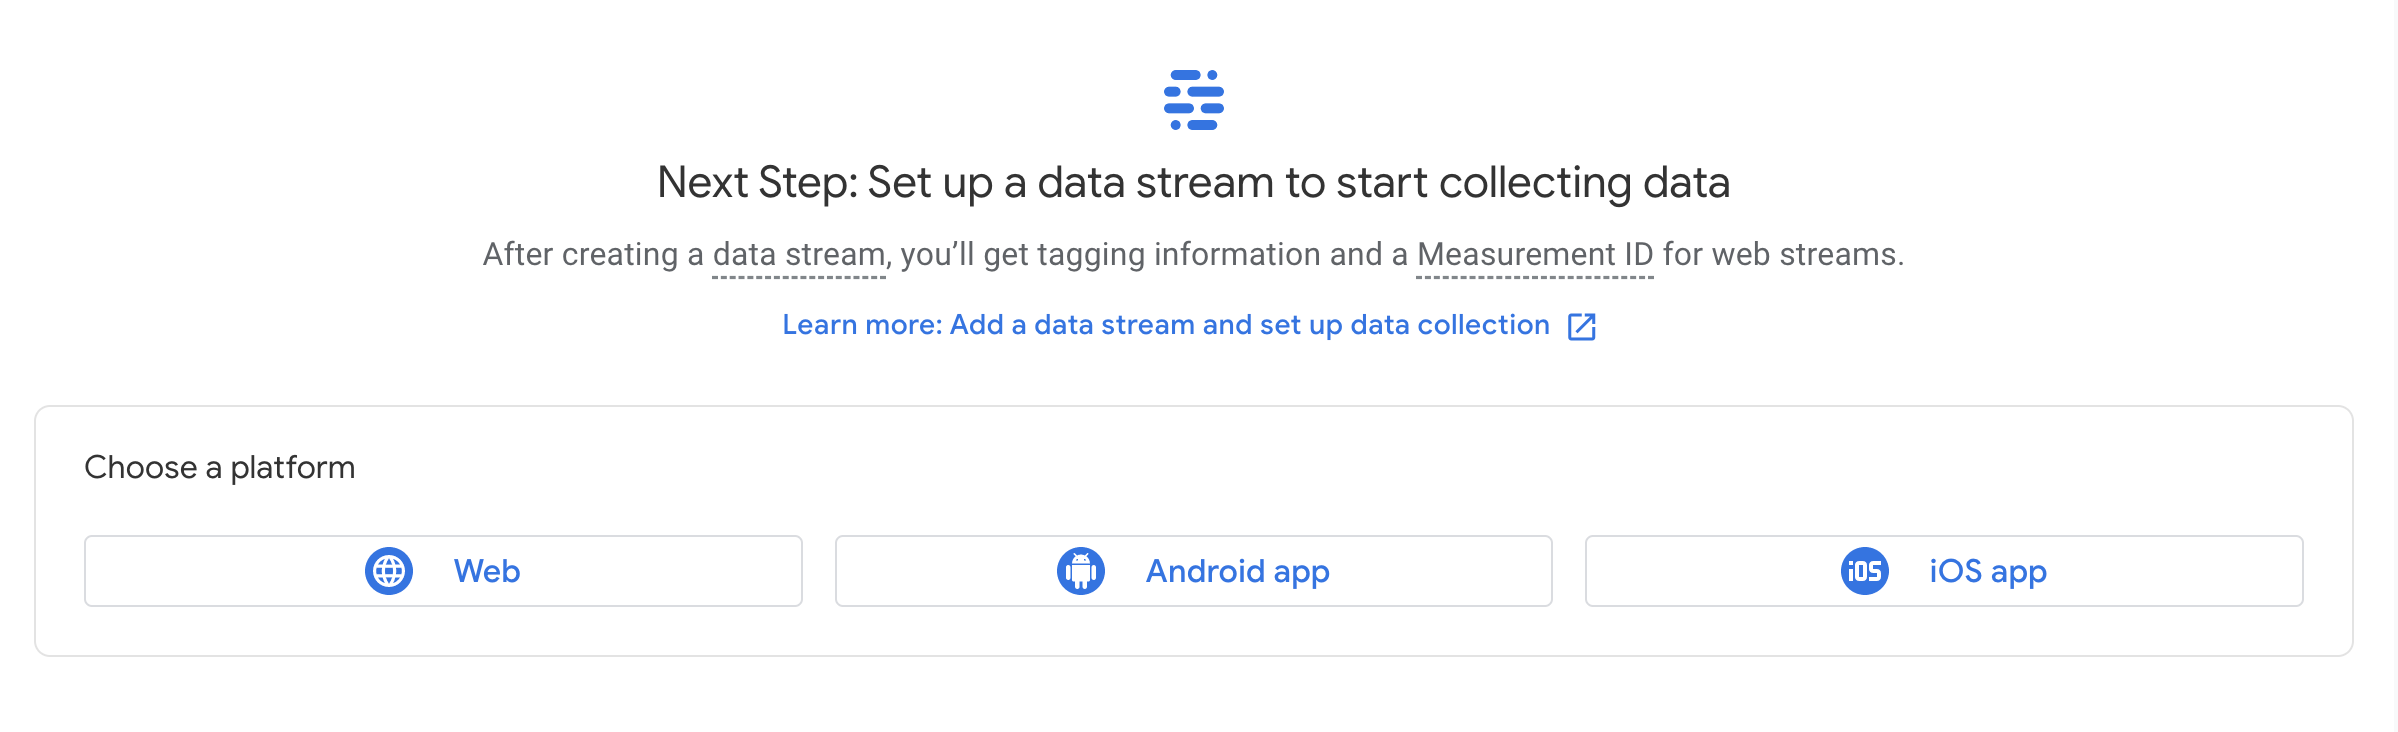 Next Step: Set up a data stream to start collecting data
After creating a data stream, you’ll get tagging information and a Measurement ID for web streams.
Learn more: Add a data stream and set up data collection
Choose a platform
Web
Android app
iOS
iOS app